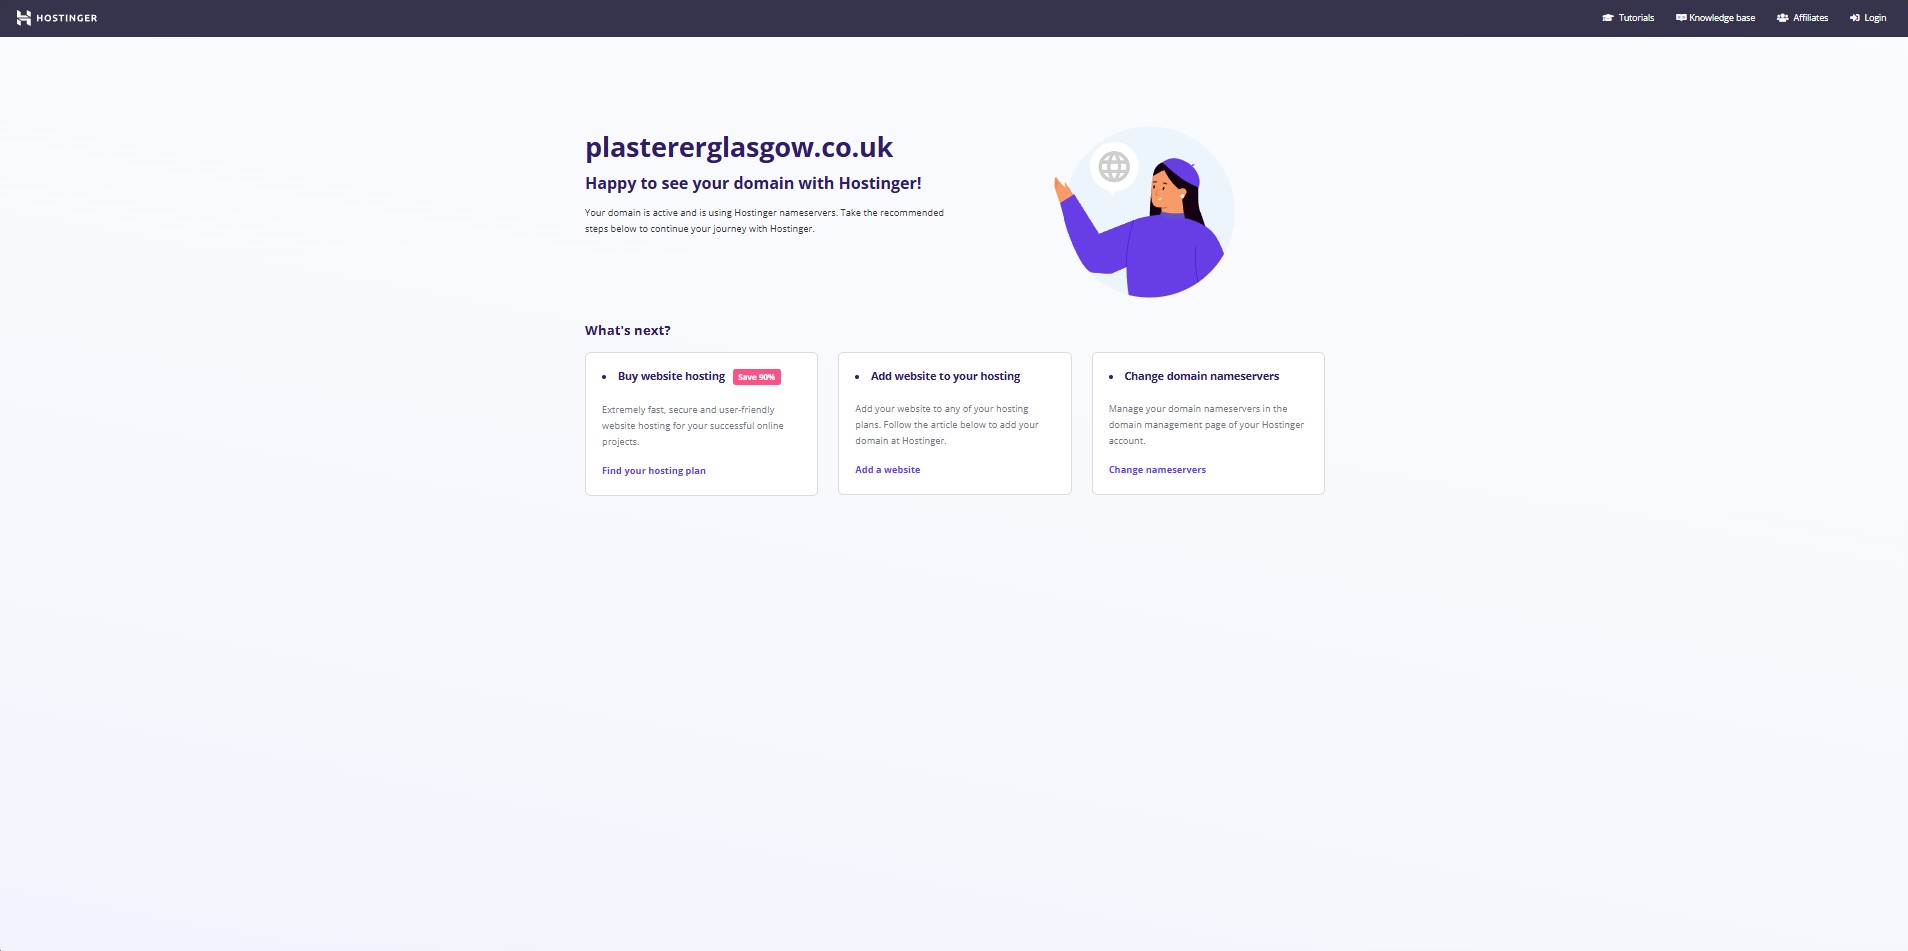 HOSTINGER
Tutorials Knowledge base Affiliates Login
plastererglasgow.co.uk
Happy to see your domain with Hostinger!
Your domain is active and is using Hostinger nameservers. Take the recommended
steps below to continue your journey with Hostinger.
What's next?
Buy website hosting Save 90%
Extremely fast, secure and user-friendly
website hosting for your successful online
projects.
Find your hosting plan
Add website to your hosting
Add your website to any of your hosting
plans. Follow the article below to add your
domain at Hostinger.
Add a website
Change domain nameservers
Manage your domain nameservers in the
domain management page of your Hostinger
account.
Change nameservers